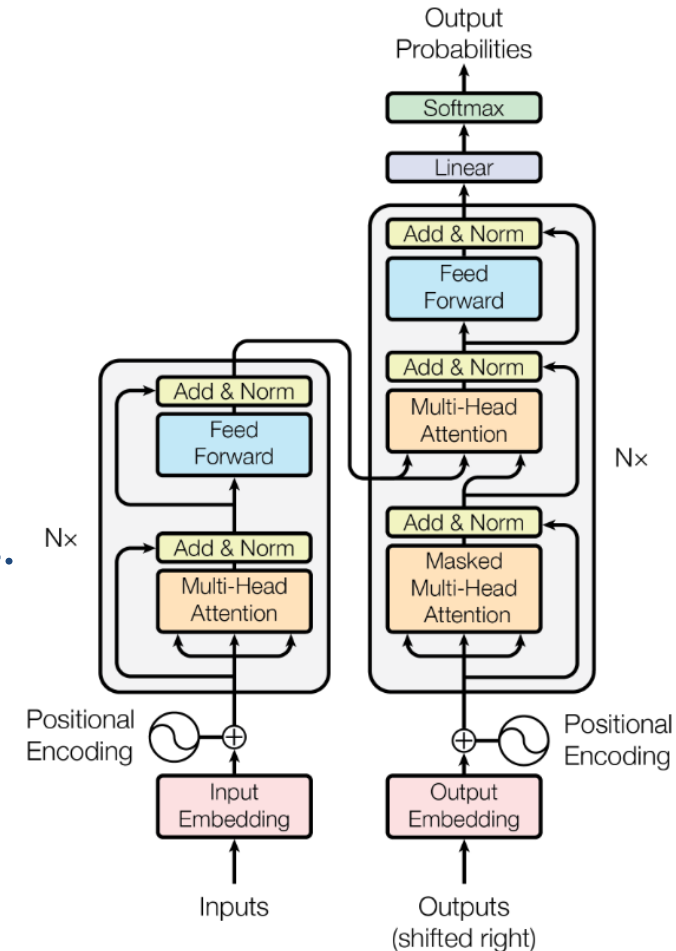 Output
Probabilities
Softmax
Linear
Add & Norm
Feed
Forward
Add & Norm
Multi-Head
Attention
Nx
Add & Norm
Masked
Multi-Head
Attention
Add & Norm
Feed
Forward
Nx
Add & Norm
Multi-Head
Attention
Positional
Encoding
Positional
Encoding
Input
Embedding
Output
Embedding
Inputs
Outputs
(shifted right)